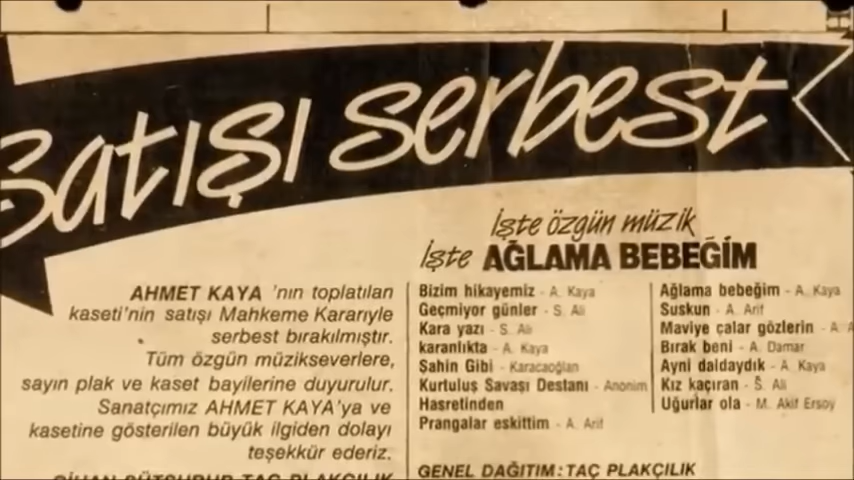 Satışı serbest
İşte özgün müzik
İşte AĞLAMA BEBEĞİM
AHMET KAYA 'nın toplatılan
kaseti'nin satışı Mahkeme Kararıyle
serbest bırakılmıştır.
Tüm özgün müzikseverlere,
sayın plak ve kaset bayilerine duyurulur.
Sanatçımız AHMET KAYA'ya ve
kasetine gösterilen büyük ilgiden dolayı
teşekkür ederiz.
Bizim hikayemiz - A. Kaya
Geçmiyor günler - S. Ali
Kara yazı - S. Ali
karanlıkta - A. Kaya
Şahin Gibi - Karacaoğlan
Kurtuluş Savaşı Destanı - Anonim
Hasretinden
Prangalar eskittim - A. Arif
Ağlama bebeğim - A. Kaya
Suskun - A. Arif
Maviye çalar gözlerin - A. A
Bırak beni - A. Damar
Ayni daldaydık - A. Kaya
Kız kaçıran - S. Ali
Uğurlar ola - M. Akif Ersoy
GENEL DAĞITIM: TAÇ PLAKÇILIK